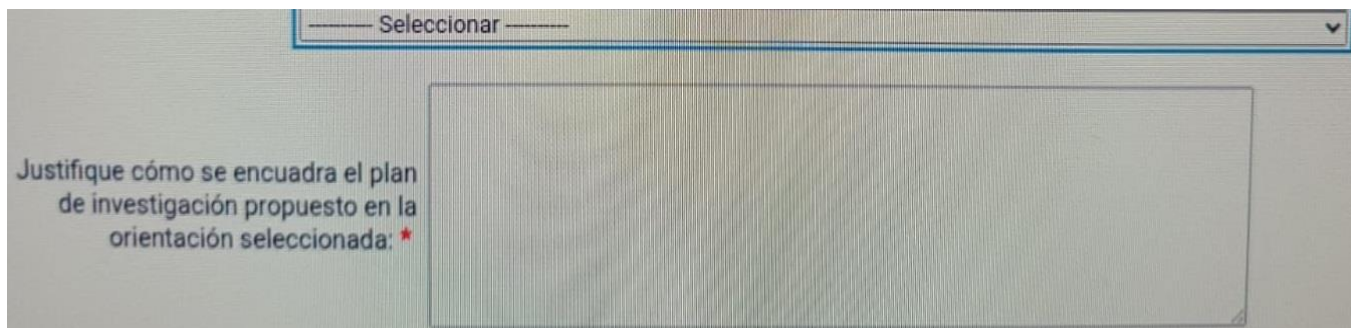 ---------- Seleccionar ----------
Justifique cómo se encuadra el plan
de investigación propuesto en la
orientación seleccionada: *